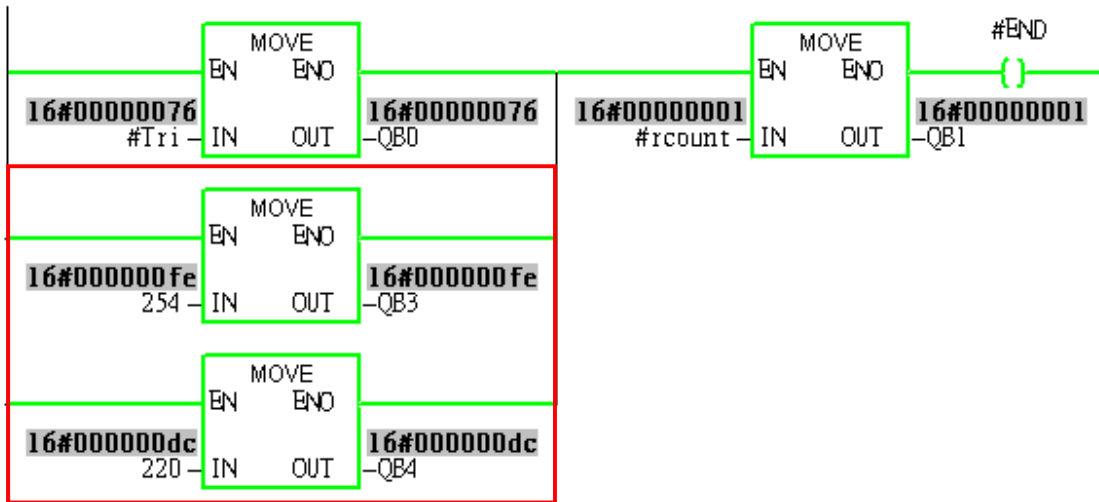 MOVE MOVE #END
EN ENO EN ENO ( )
16#00000076 16#00000076 16#00000001 16#00000001
#Tri IN OUT QB0 #rcount IN OUT QB1
MOVE
EN ENO
16#000000fe 16#000000fe
254 IN OUT QB3
MOVE
EN ENO
16#000000dc 16#000000dc
220 IN OUT QB4